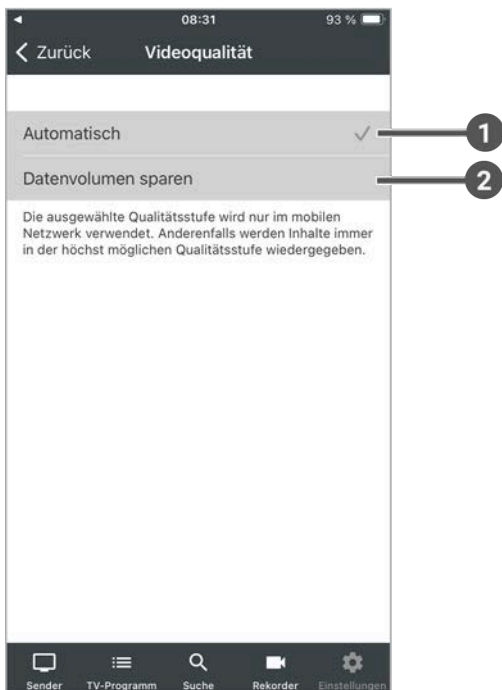 08:31 93 %
Zurück Videoqualität
Automatisch 1
Datenvolumen sparen 2
Die ausgewählte Qualitätsstufe wird nur im mobilen
Netzwerk verwendet. Anderenfalls werden Inhalte immer
in der höchst möglichen Qualitätsstufe wiedergegeben.
Sender TV-Programm Suche Rekorder Einstellungen